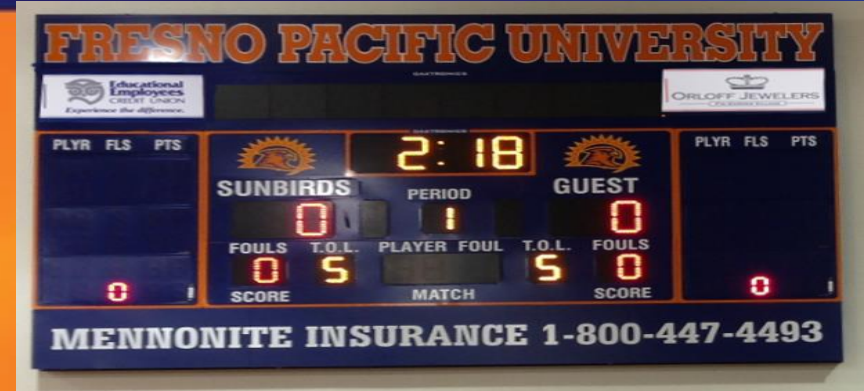 FRESNO PACIFIC UNIVERSITY
DAKTRONICS
Educational
Employees
CREDIT UNION
Experience the difference.
ORLOFF JEWELERS
DAKTRONICS
PLYR FLS PTS
2:18
PLYR FLS PTS
SUNBIRDS
PERIOD
GUEST
0
1
0
FOULS T.O.L. PLAYER FOUL T.O.L. FOULS
0 5 5 0
0
0
SCORE MATCH SCORE
MENNONITE INSURANCE 1-800-447-4493